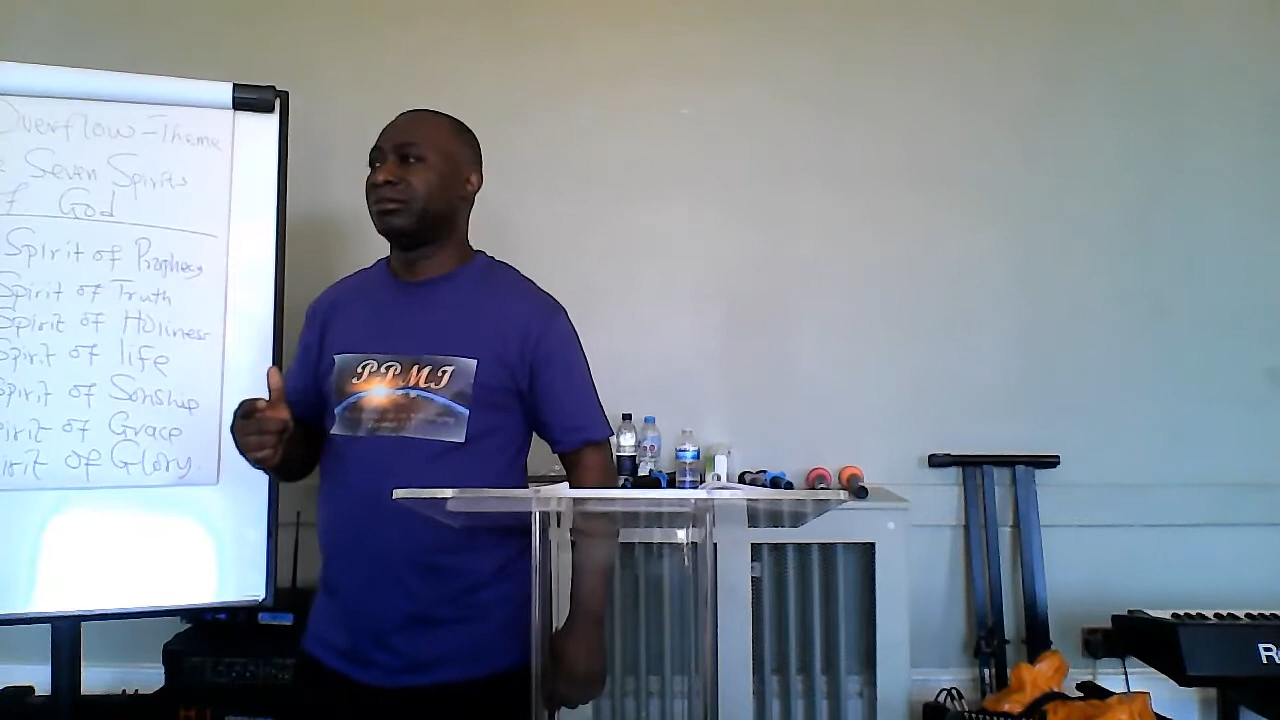 Overflow - Theme
Seven Spirits
of God
Spirit of Prophecy
Spirit of Truth
Spirit of Holiness
Spirit of life
Spirit of Sonship
Spirit of Grace
Spirit of Glory
PPMI